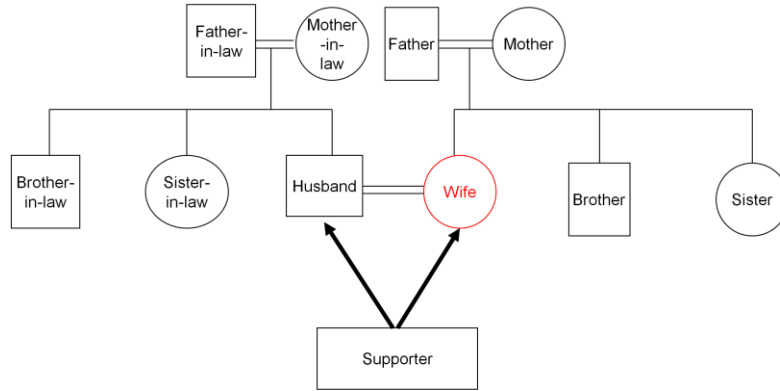 Father-
in-law
Mother
-in-
law
Father
Mother
Brother-
in-law
Sister-
in-law
Husband
Wife
Brother
Sister
Supporter